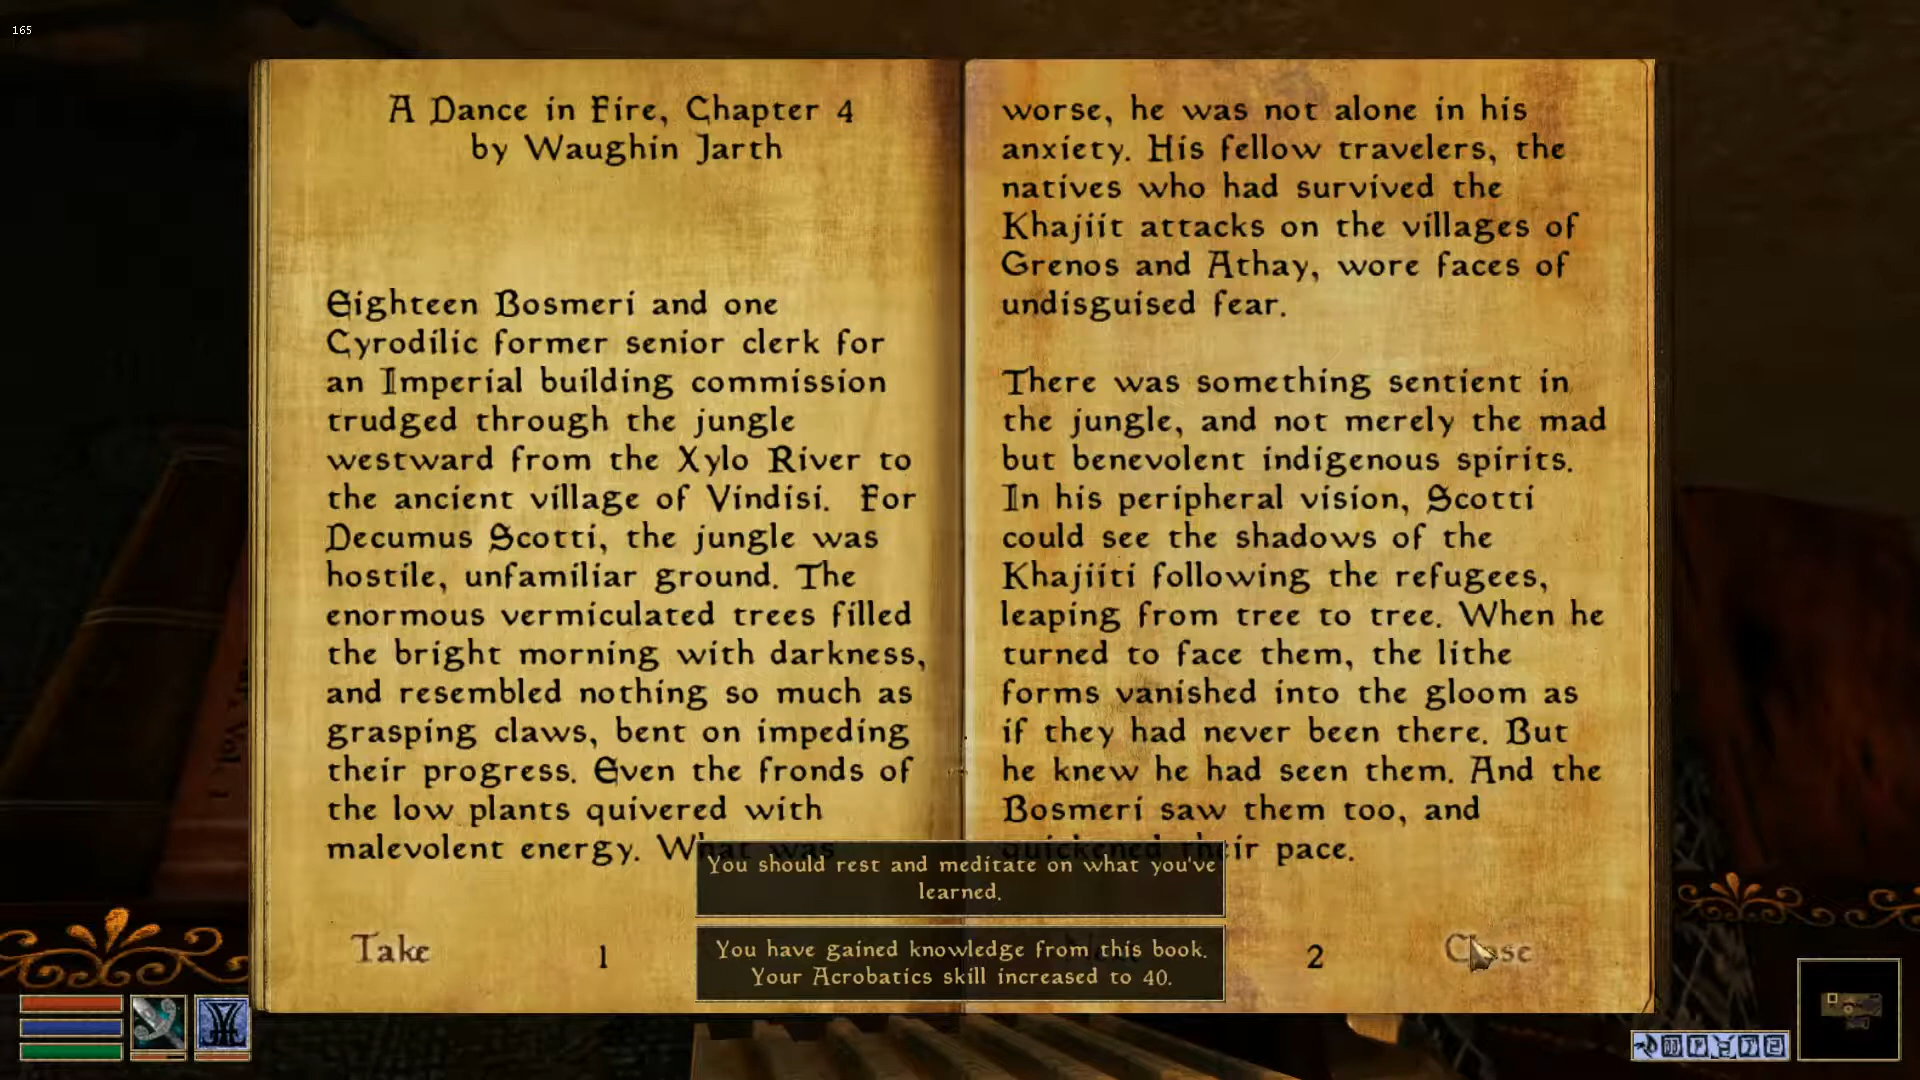 165
A Dance in Fire, Chapter 4
by Waughin Jarth
Eighteen Bosmeri and one
Cyrodilic former senior clerk for
an Imperial building commission
trudged through the jungle
westward from the Xylo River to
the ancient village of Vindisi. For
Decumus Scotti, the jungle was
hostile, unfamiliar ground. The
enormous vermiculated trees filled
the bright morning with darkness,
and resembled nothing so much as
grasping claws, bent on impeding
their progress. Even the fronds of
the low plants quivered with
malevolent energy. What was
worse, he was not alone in his
anxiety. His fellow travelers, the
natives who had survived the
Khajiit attacks on the villages of
Grenos and Athay, wore faces of
undisguised fear.
There was something sentient in
the jungle, and not merely the mad
but benevolent indigenous spirits.
In his peripheral vision, Scotti
could see the shadows of the
Khajiiti following the refugees,
leaping from tree to tree. When he
turned to face them, the lithe
forms vanished into the gloom as
if they had never been there. But
he knew he had seen them. And the
Bosmeri saw them too, and
quickened their pace.
You should rest and meditate on what you've
learned.
You have gained knowledge from this book.
Your Acrobatics skill increased to 40.
Take
1
2
Close